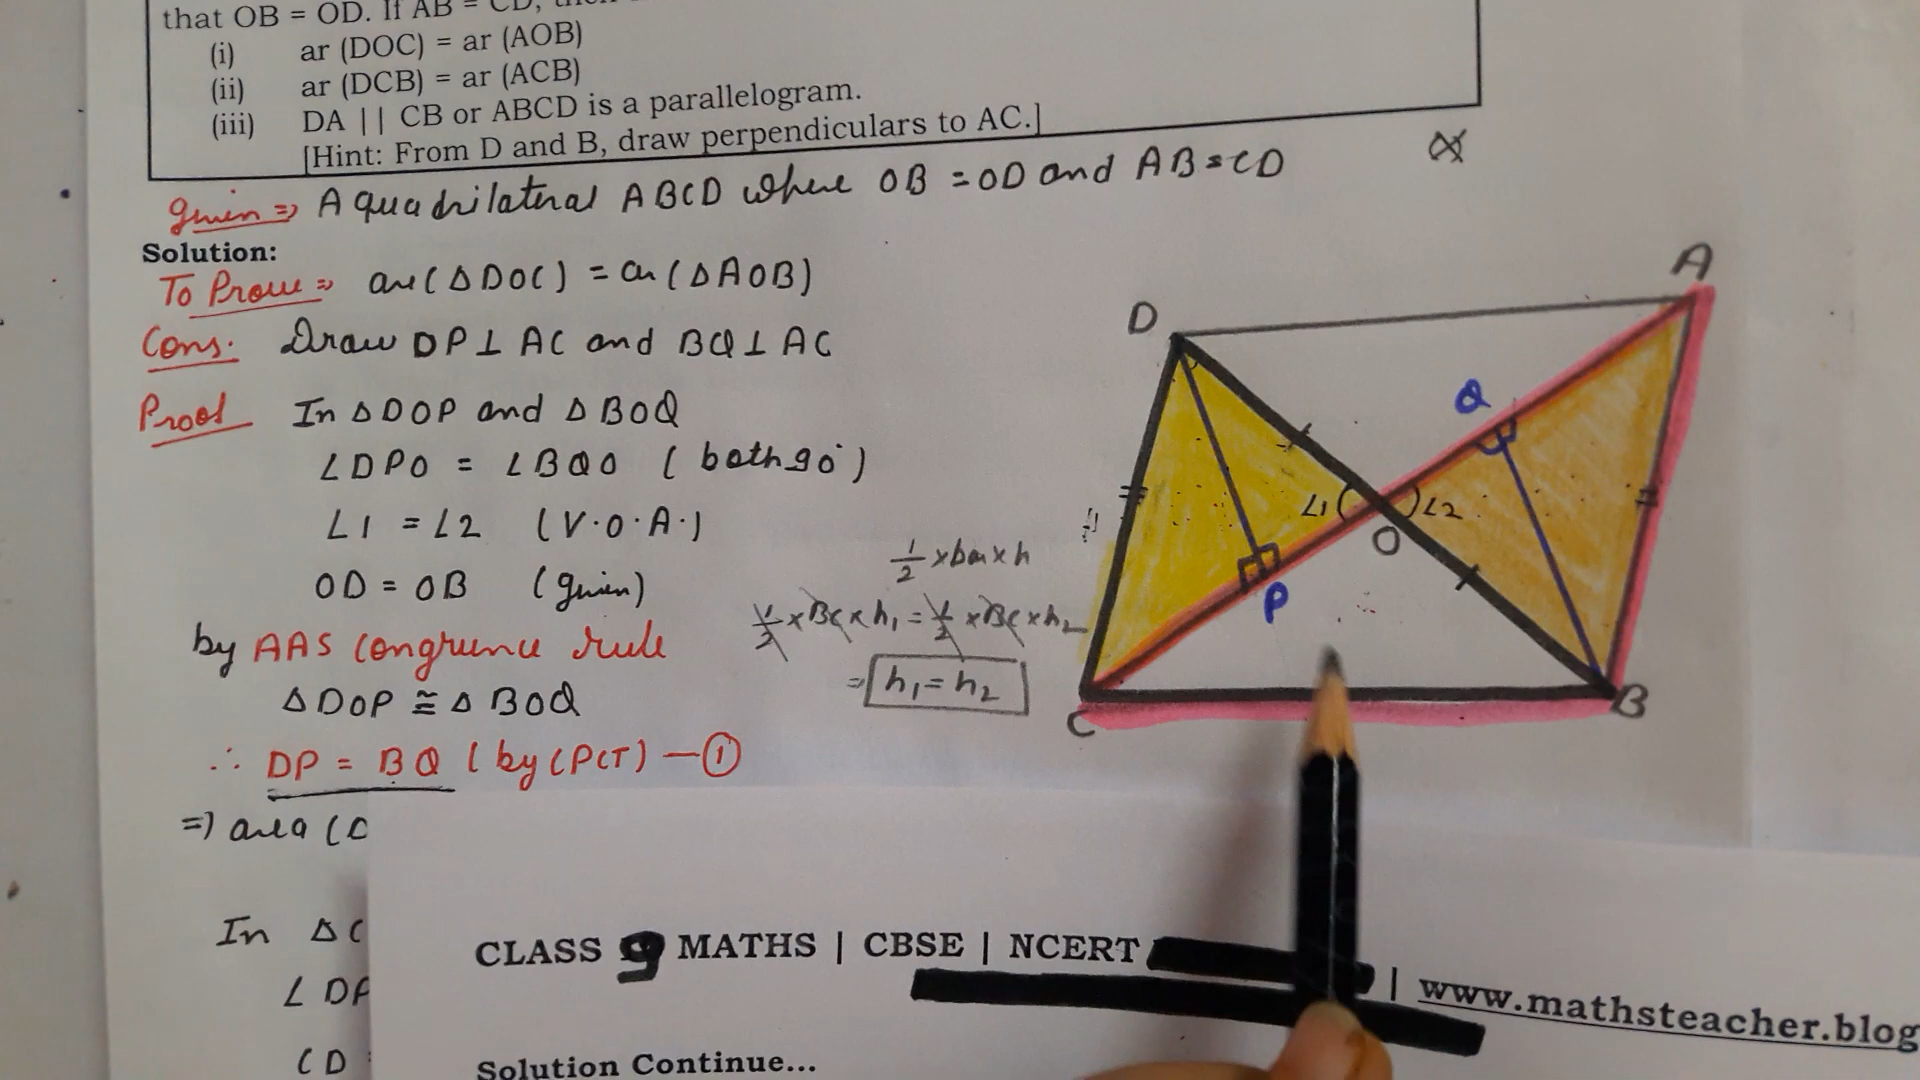 that OB = OD. If AB = CD,
(i) ar (DOC) = ar (AOB)
(ii) ar (DCB) = ar (ACB)
(iii) DA || CB or ABCD is a parallelogram.
[Hint: From D and B, draw perpendiculars to AC.]
Given ⇒ A quadrilateral ABCD where OB = OD and AB = CD
Solution:
To Prove ⇒ ar(ΔDOC) = ar(ΔAOB)
Cons. Draw DP⊥AC and BQ⊥AC
Proof In ΔDOP and ΔBOQ
∠DPO = ∠BQO (both 90°)
∠1 = ∠2 (V.O.A.)
OD = OB (given)
by AAS congruence rule
ΔDOP ≅ ΔBOQ
∴ DP = BQ (by CPCT) — ①
⇒ area (
In Δ C
∠ DP
CD =
1/2 × base × h
1/2 × BC × h₁ = 1/2 × BC × h₂
⇒ h₁ = h₂
A
D
Q
∠1 ∠2
O
P
C B
CLASS 9 MATHS | CBSE | NCERT | www.mathsteacher.blog
Solution Continue...